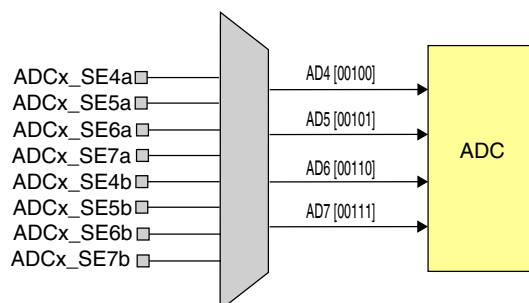 ADCx_SE4a
ADCx_SE5a
ADCx_SE6a
ADCx_SE7a
ADCx_SE4b
ADCx_SE5b
ADCx_SE6b
ADCx_SE7b
AD4 [00100]
AD5 [00101]
AD6 [00110]
AD7 [00111]
ADC